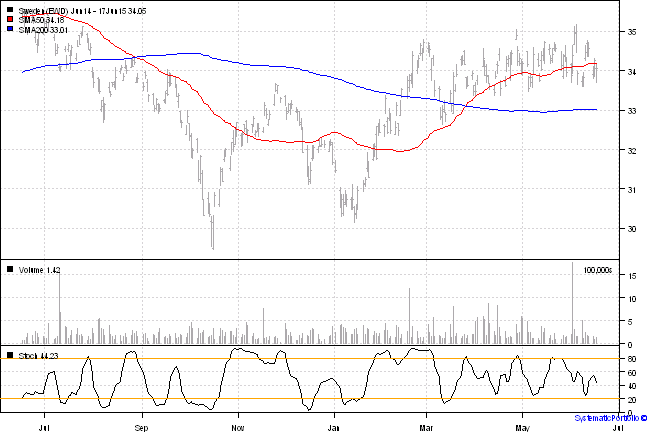 Sweden (EWD) Jun14 - 17Jun15 34.05
SMA50 34.18
SMA200 33.01
35
34
33
32
31
30
Volume 1.42
100,000s
15
10
5
0
Stoch 44.23
80
60
40
20
0
Jul
Sep
Nov
Jan
Mar
May
Jul
SystematicPortfolio ©